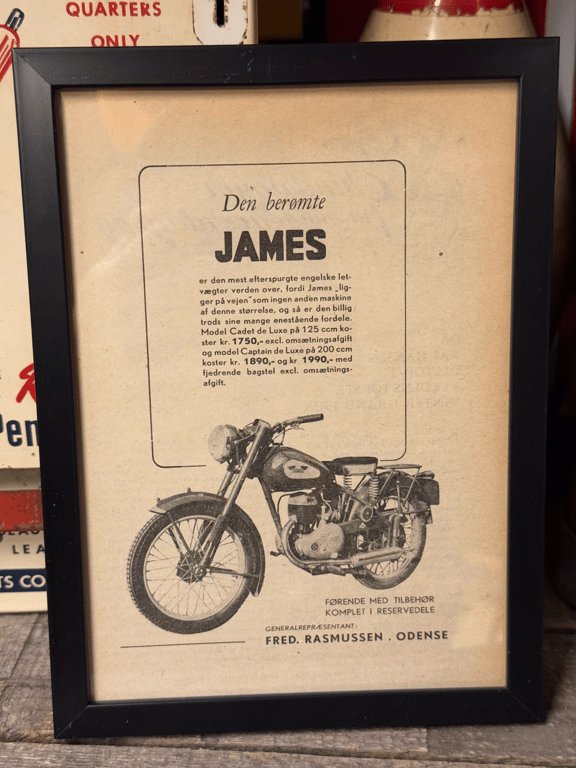 QUARTERS
ONLY
Den berømte
JAMES
er den mest efterspurgte engelske let-
vægter verden over, fordi James „lig-
ger på vejen" som ingen anden maskine
af denne størrelse, og så er den billig
trods sine mange enestående fordele.
Model Cadet de Luxe på 125 ccm ko-
ster kr. 1750,- excl. omsætningsafgift
og model Captain de Luxe på 200 ccm
koster kr. 1890,- og kr. 1990,- med
fjedrende bagstel excl. omsætnings-
afgift.
Pen
LEA
TS CO
FØRENDE MED TILBEHØR
KOMPLET I RESERVEDELE
GENERALREPRÆSENTANT:
FRED. RASMUSSEN . ODENSE